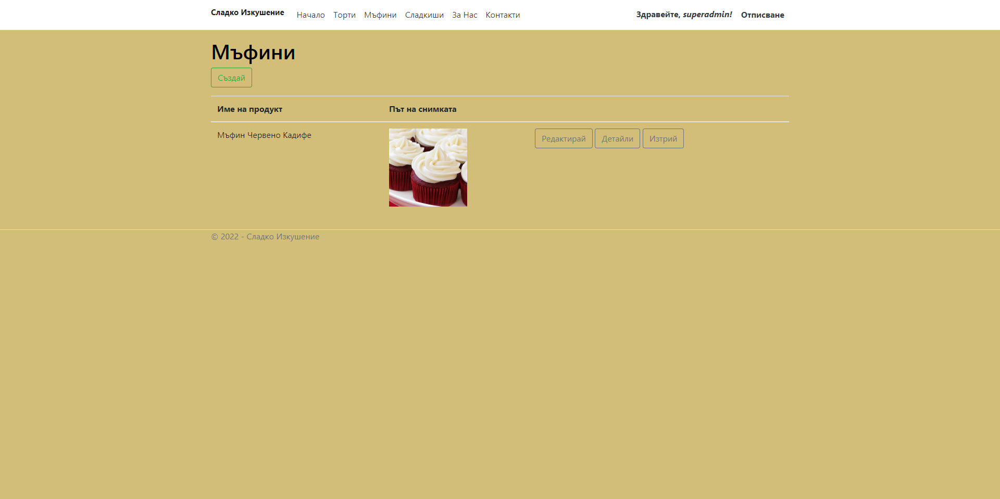 Сладко Изкушение Начало Торти Мъфини Сладкиши За Нас Контакти Здравейте, superadmin! Отписване
Мъфини
Създай
Име на продукт Път на снимката
Мъфин Червено Кадифе Редактирай Детайли Изтрий
© 2022 - Сладко Изкушение